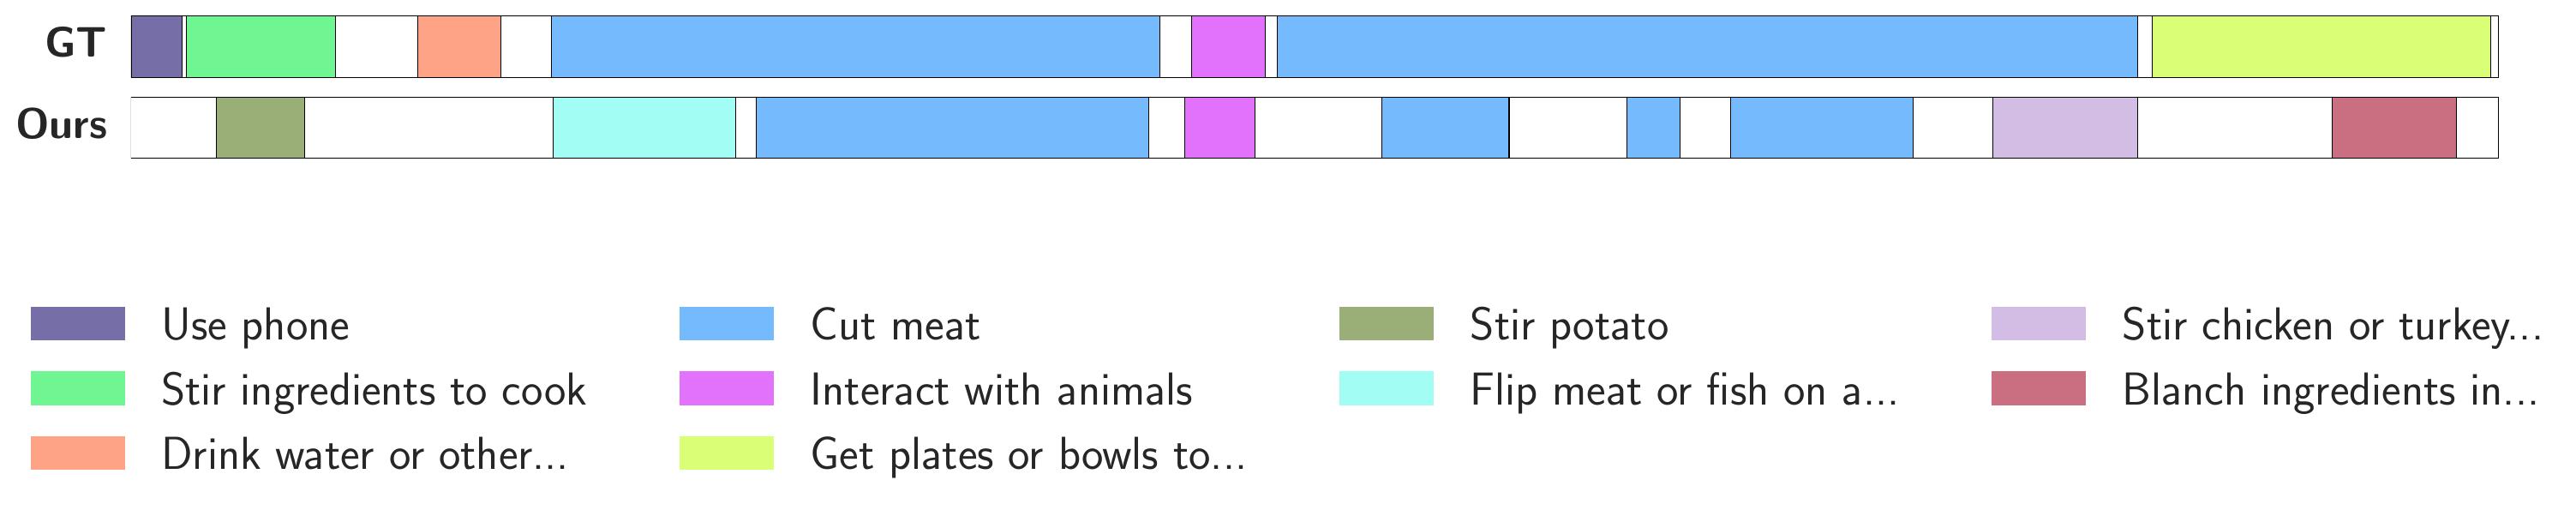 GT
Ours
Use phone
Cut meat
Stir potato
Stir chicken or turkey...
Stir ingredients to cook
Interact with animals
Flip meat or fish on a...
Blanch ingredients in...
Drink water or other...
Get plates or bowls to...